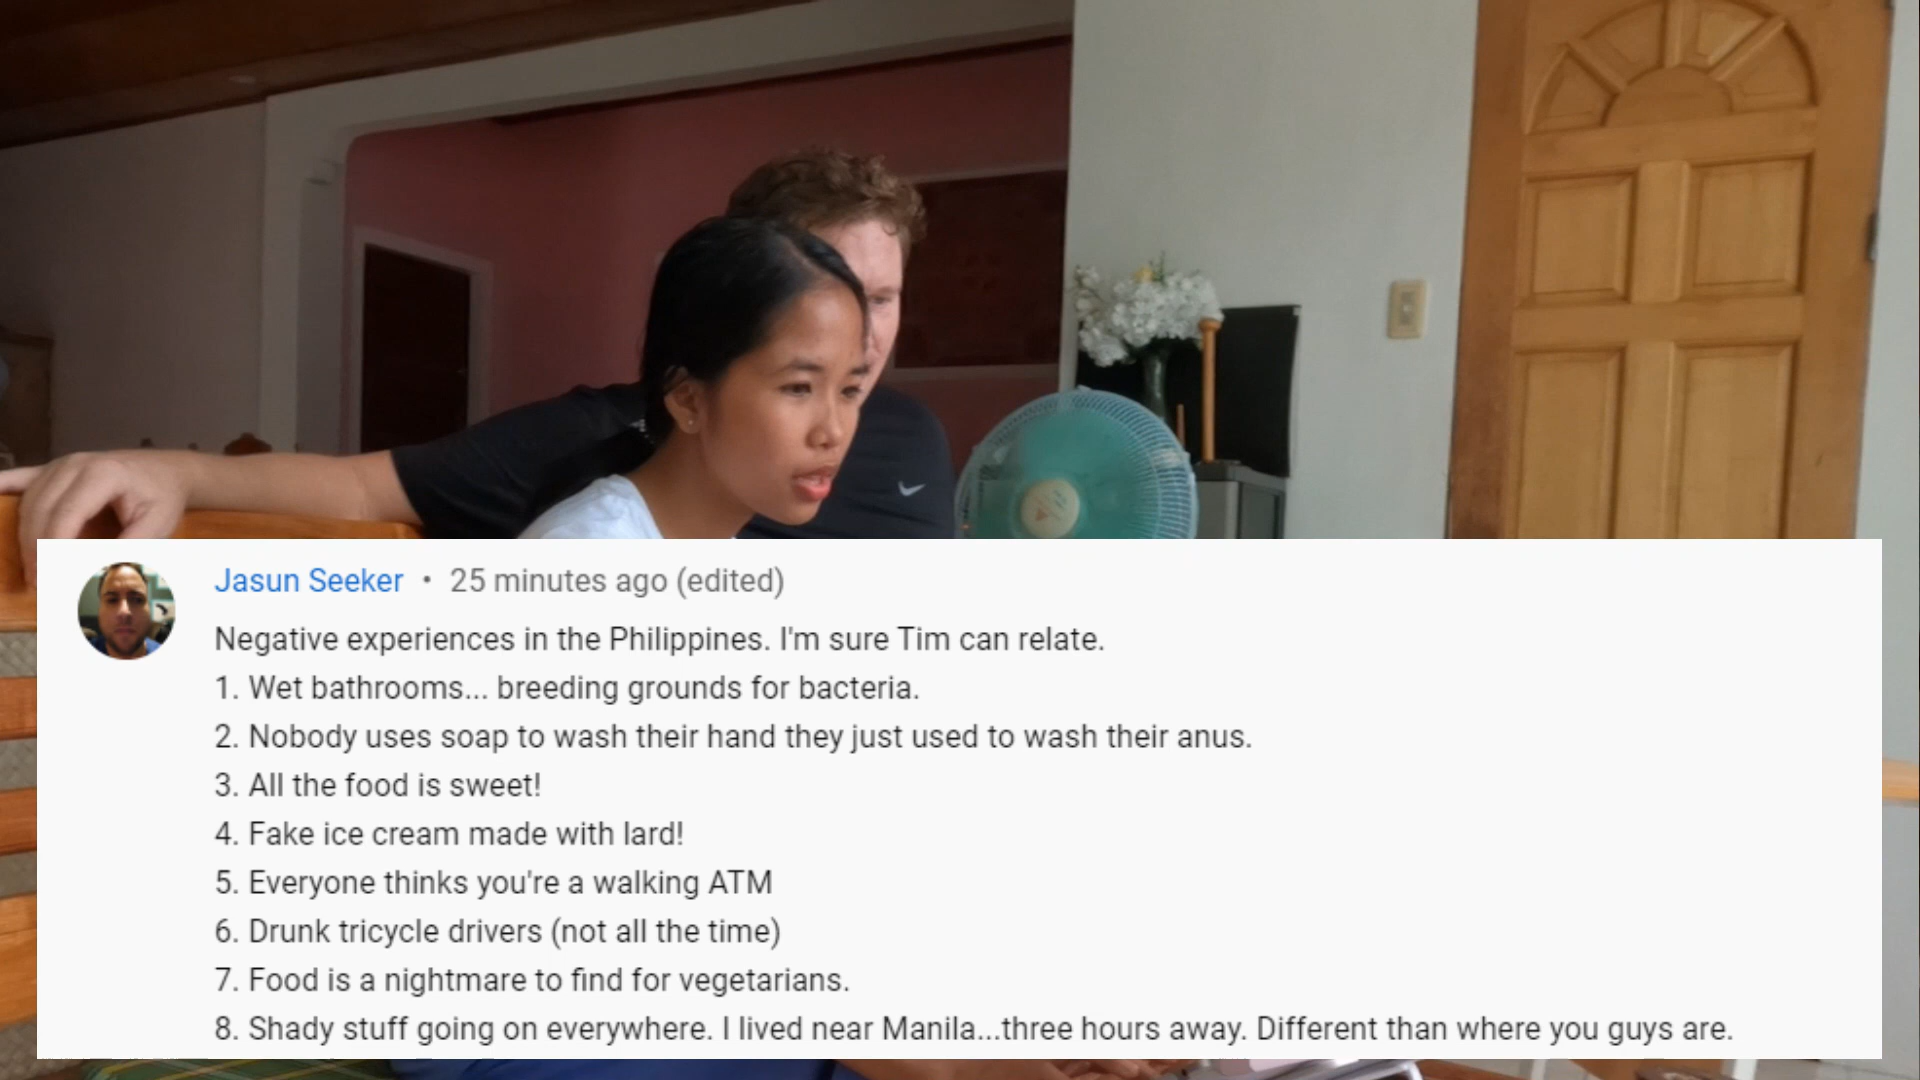 Jasun Seeker • 25 minutes ago (edited)
Negative experiences in the Philippines. I'm sure Tim can relate.
1. Wet bathrooms... breeding grounds for bacteria.
2. Nobody uses soap to wash their hand they just used to wash their anus.
3. All the food is sweet!
4. Fake ice cream made with lard!
5. Everyone thinks you're a walking ATM
6. Drunk tricycle drivers (not all the time)
7. Food is a nightmare to find for vegetarians.
8. Shady stuff going on everywhere. I lived near Manila...three hours away. Different than where you guys are.